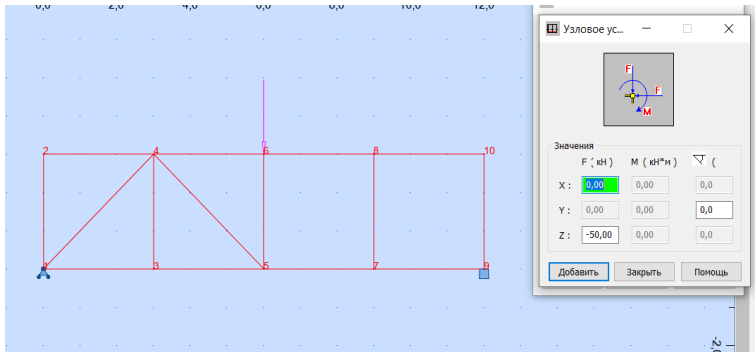 0,0 2,0 4,0 6,0 8,0 10,0 12,0
Узловое ус...
F
F
M
Значения
F ( кН ) M ( кН*м ) (
X : 0,00 0,00 0,0
Y : 0,00 0,00 0,0
Z : -50,00 0,00 0,0
Добавить Закрыть Помощь
2 4 6 8 10
1 3 5 7 9